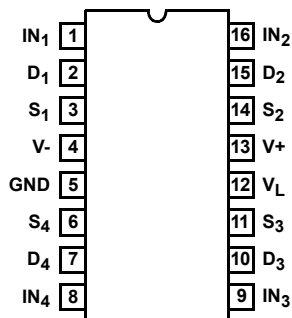 IN1 1 16 IN2
D1 2 15 D2
S1 3 14 S2
V- 4 13 V+
GND 5 12 VL
S4 6 11 S3
D4 7 10 D3
IN4 8 9 IN3